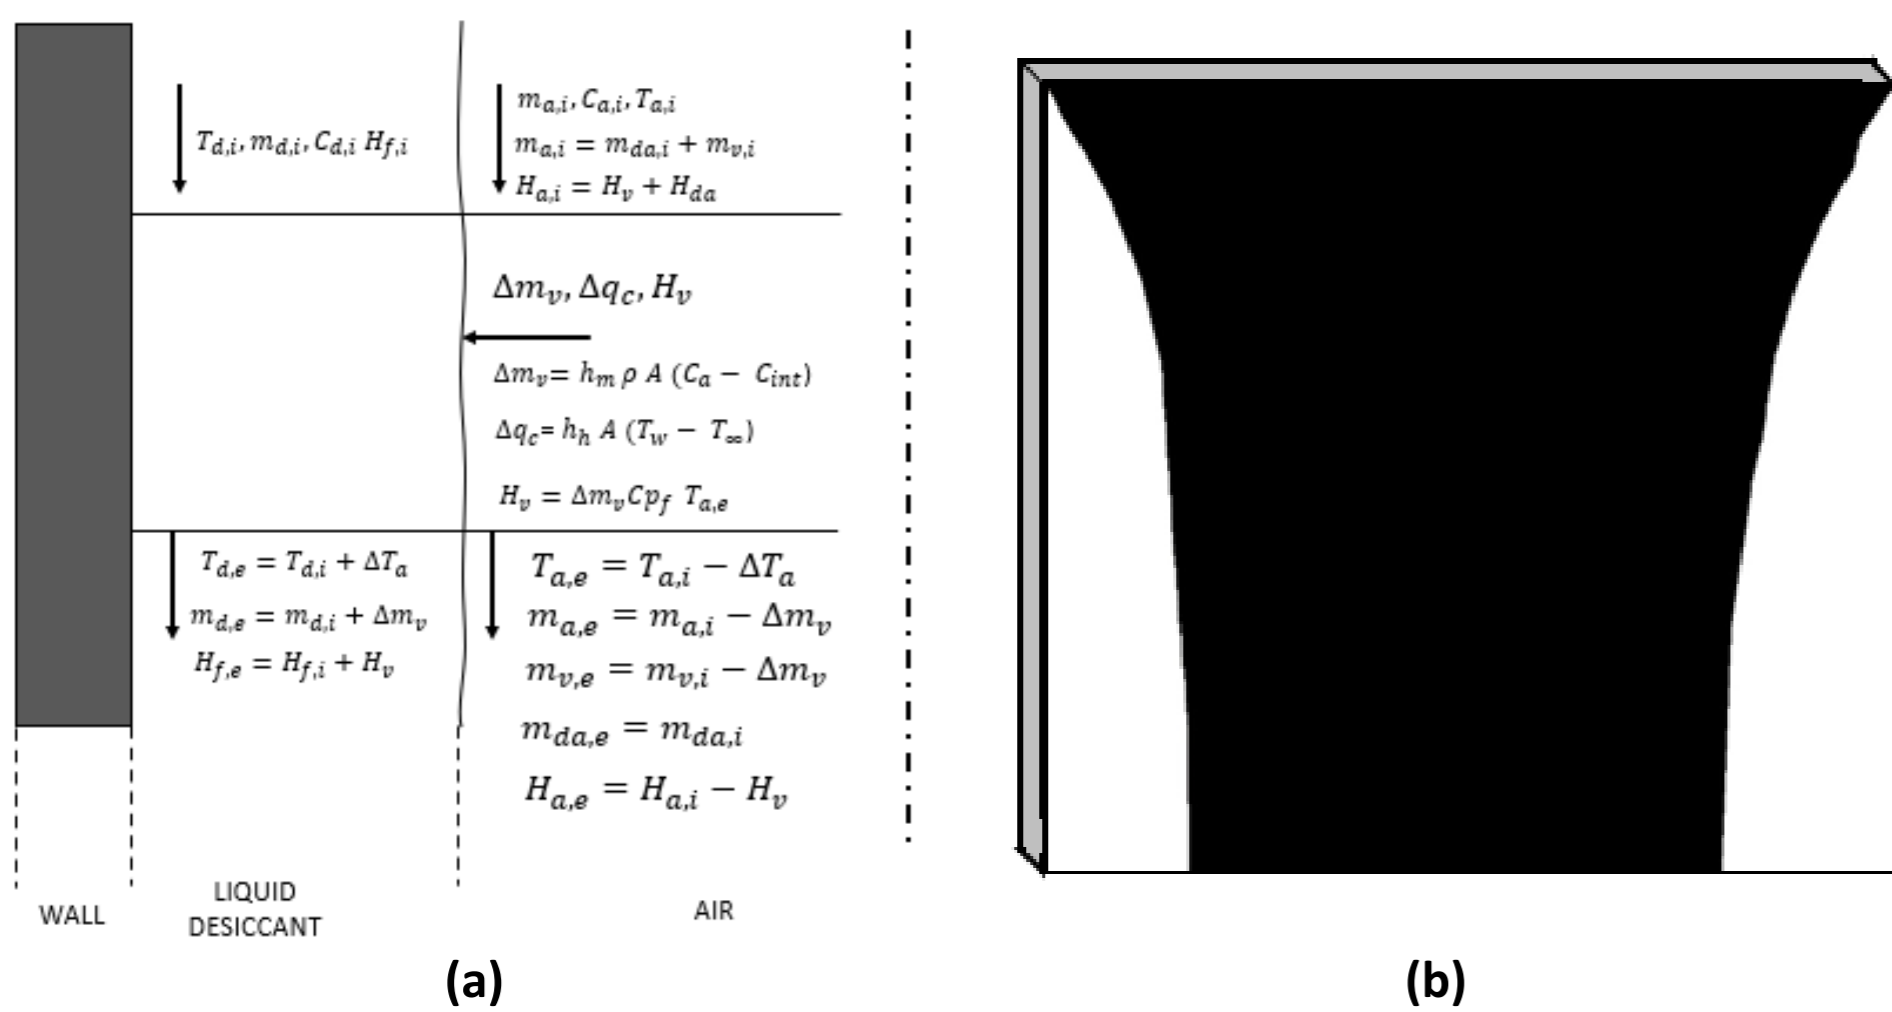 T_{d,i}, m_{d,i}, C_{d,i} H_{f,i}
m_{a,i}, C_{a,i}, T_{a,i}
m_{a,i} = m_{da,i} + m_{v,i}
H_{a,i} = H_v + H_{da}
Δm_v, Δq_c, H_v
Δm_v= h_m ρ A (C_a − C_{int})
Δq_c= h_h A (T_w − T_∞)
H_v = Δm_v Cp_f T_{a,e}
T_{d,e} = T_{d,i} + ΔT_a
m_{d,e} = m_{d,i} + Δm_v
H_{f,e} = H_{f,i} + H_v
T_{a,e} = T_{a,i} − ΔT_a
m_{a,e} = m_{a,i} − Δm_v
m_{v,e} = m_{v,i} − Δm_v
m_{da,e} = m_{da,i}
H_{a,e} = H_{a,i} − H_v
WALL
LIQUID
DESICCANT
AIR
(a)
(b)